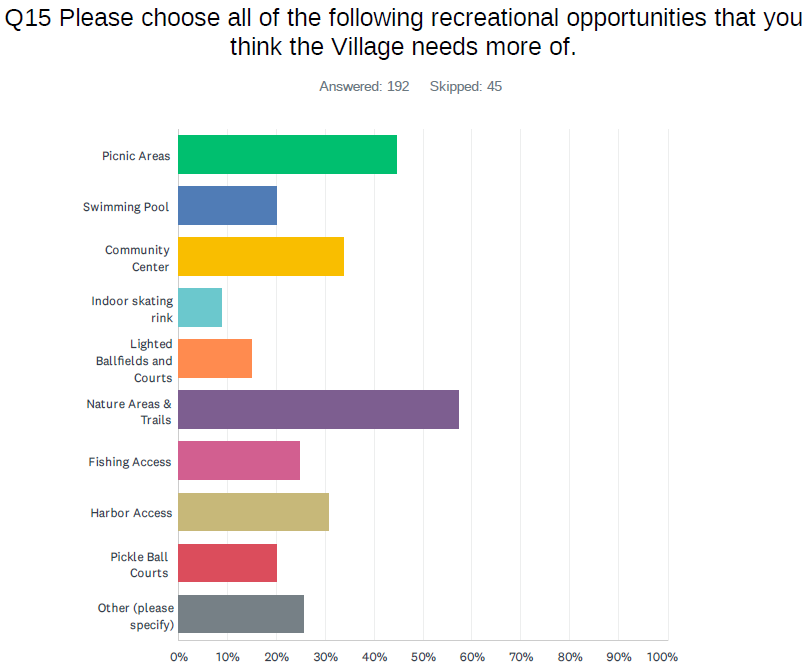 Q15 Please choose all of the following recreational opportunities that you
think the Village needs more of.
Answered: 192 Skipped: 45
Picnic Areas
Swimming Pool
Community
Center
Indoor skating
rink
Lighted
Ballfields and
Courts
Nature Areas &
Trails
Fishing Access
Harbor Access
Pickle Ball
Courts
Other (please
specify)
0% 10% 20% 30% 40% 50% 60% 70% 80% 90% 100%